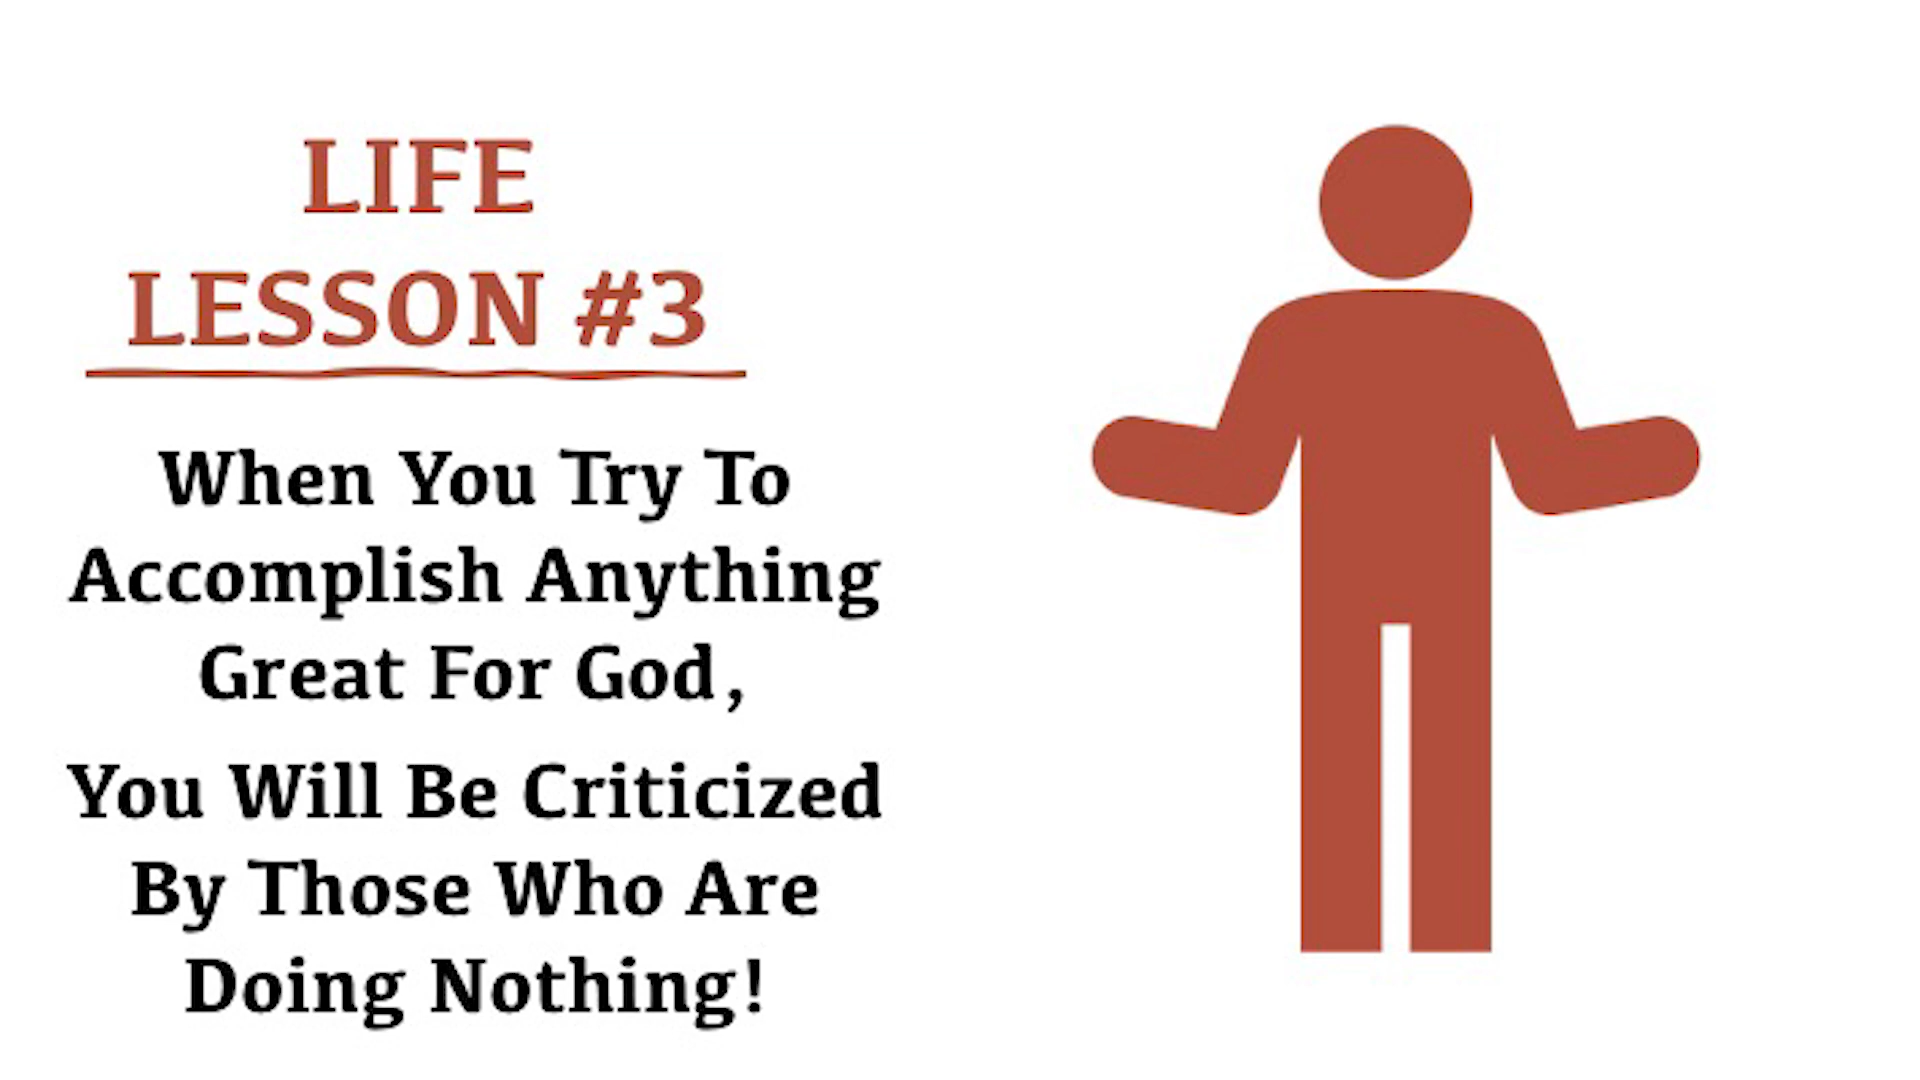 LIFE
LESSON #3
When You Try To
Accomplish Anything
Great For God,
You Will Be Criticized
By Those Who Are
Doing Nothing!